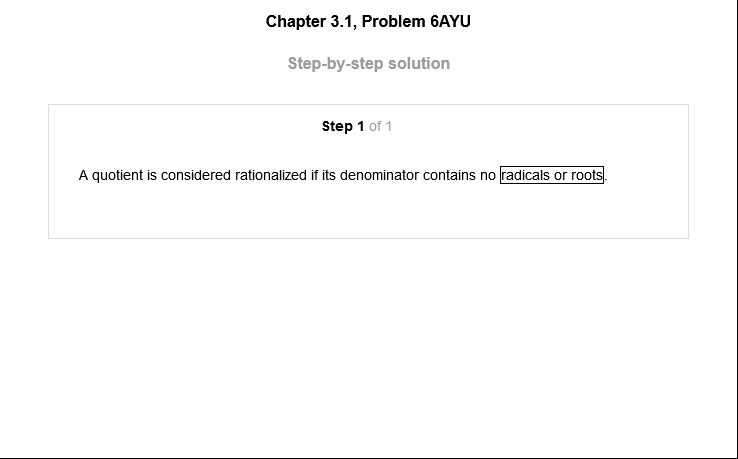 Chapter 3.1, Problem 6AYU
Step-by-step solution
Step 1 of 1
A quotient is considered rationalized if its denominator contains no radicals or roots.